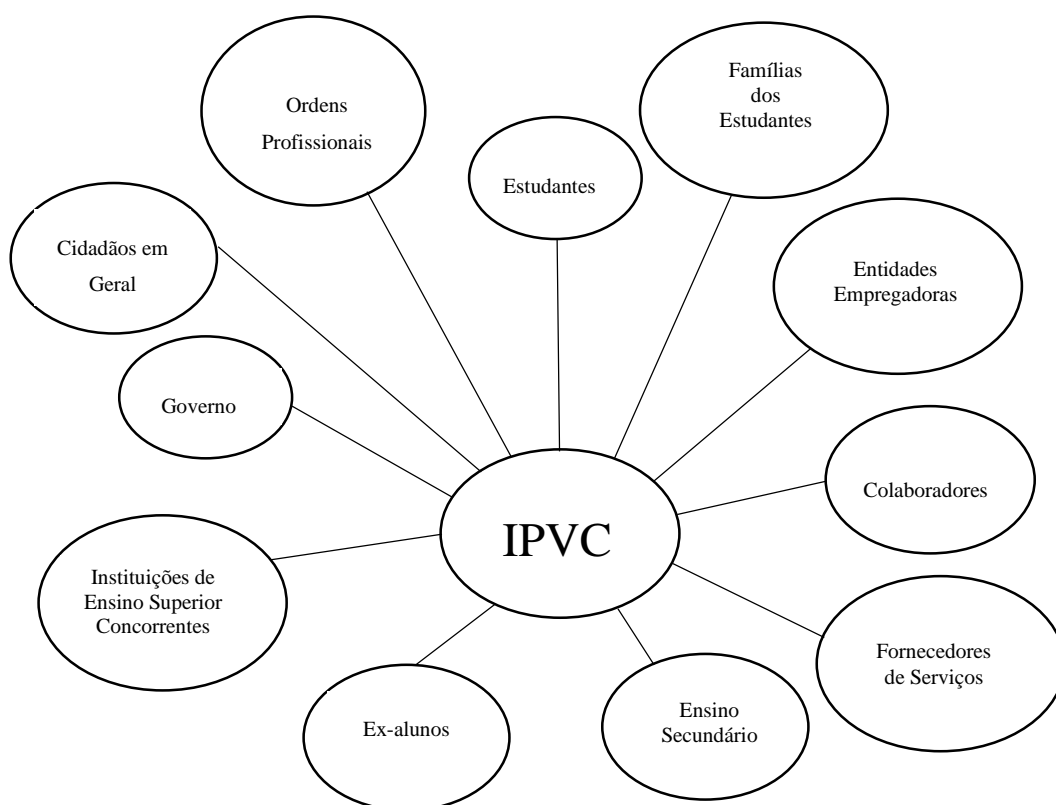 Ordens
Profissionais
Famílias
dos
Estudantes
Estudantes
Cidadãos em
Geral
Entidades
Empregadoras
Governo
Colaboradores
IPVC
Instituições de
Ensino Superior
Concorrentes
Fornecedores
de Serviços
Ex-alunos
Ensino
Secundário